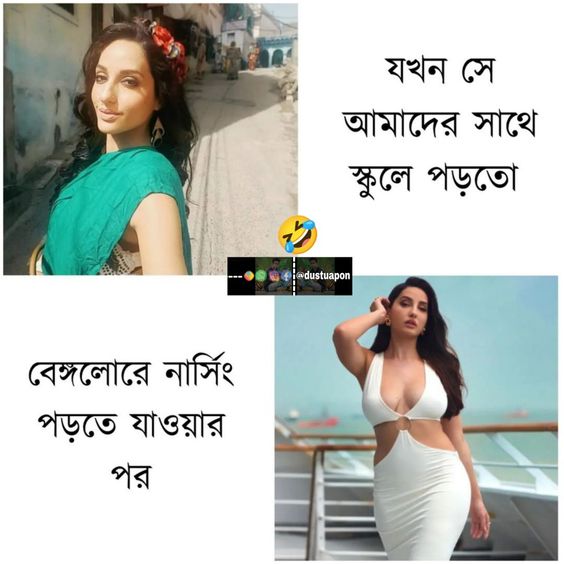 যখন সে
আমাদের সাথে
স্কুলে পড়তো
@dustuapon
বেঙ্গলোরে নার্সিং
পড়তে যাওয়ার
পর